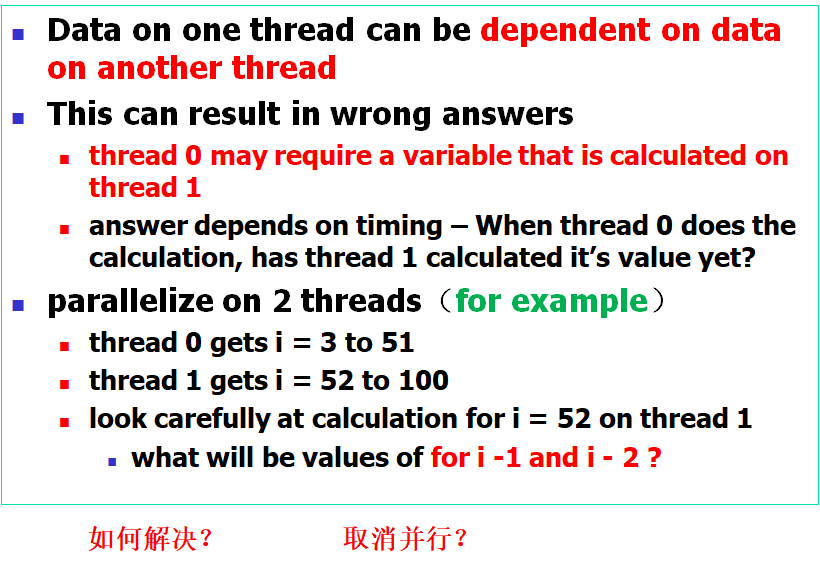 Data on one thread can be dependent on data
on another thread
This can result in wrong answers
thread 0 may require a variable that is calculated on
thread 1
answer depends on timing – When thread 0 does the
calculation, has thread 1 calculated it's value yet?
parallelize on 2 threads（for example）
thread 0 gets i = 3 to 51
thread 1 gets i = 52 to 100
look carefully at calculation for i = 52 on thread 1
what will be values of for i -1 and i - 2 ?
如何解决? 取消并行?